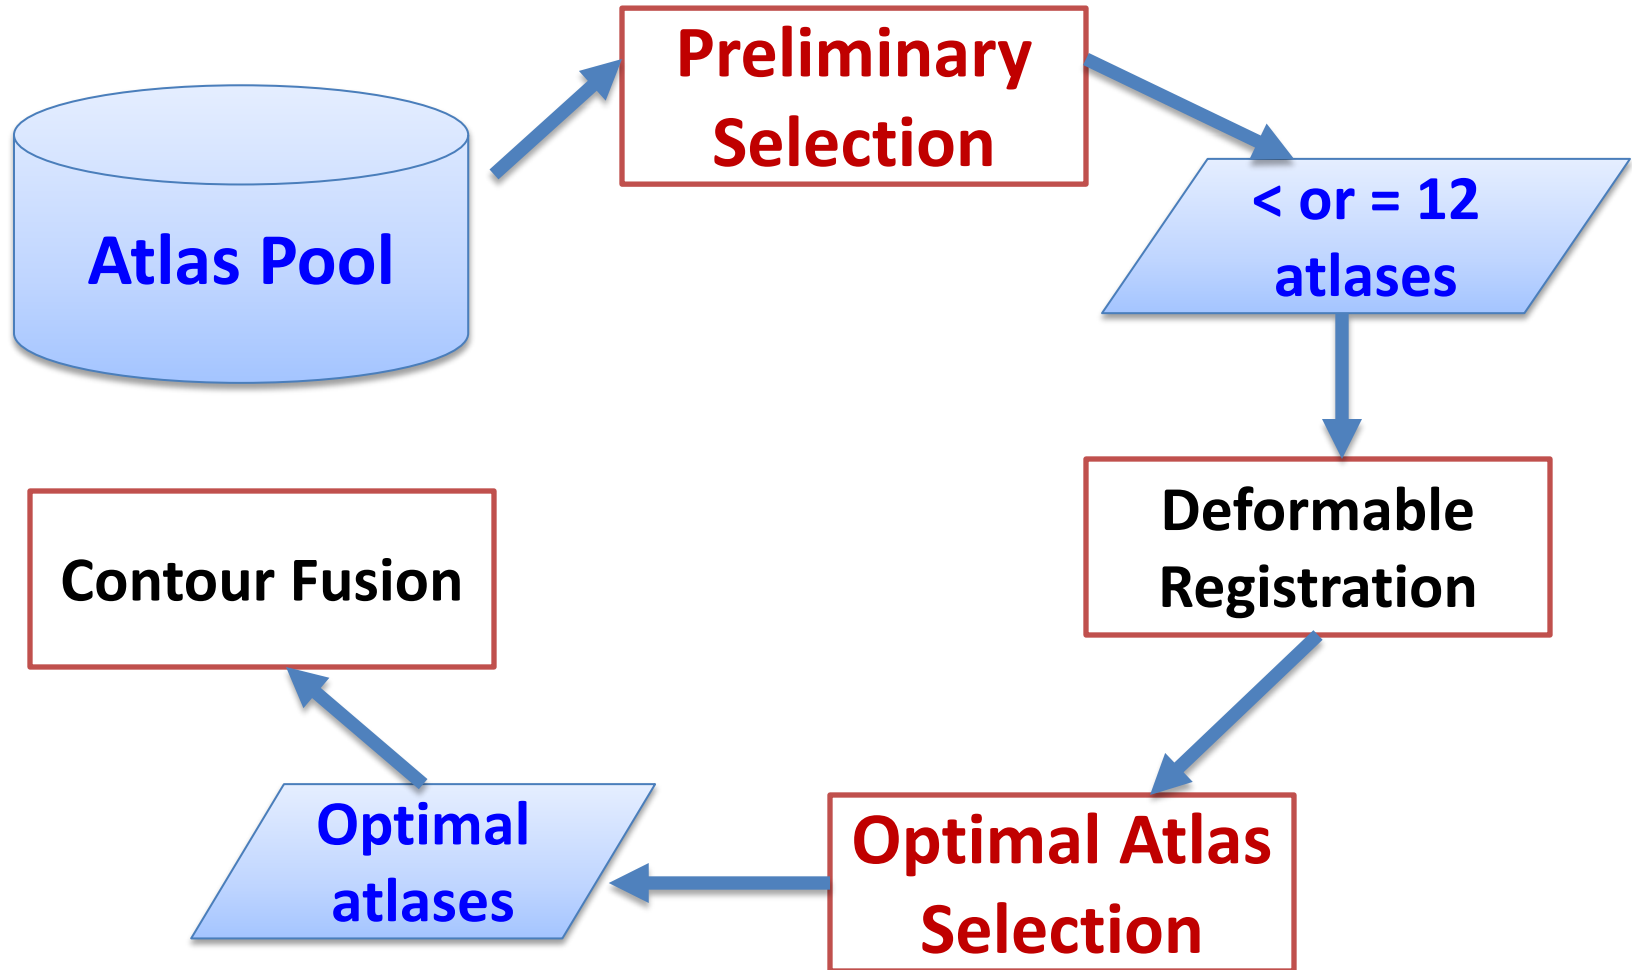 Preliminary
Selection
Atlas Pool
< or = 12
atlases
Deformable
Registration
Contour Fusion
Optimal Atlas
Selection
Optimal
atlases